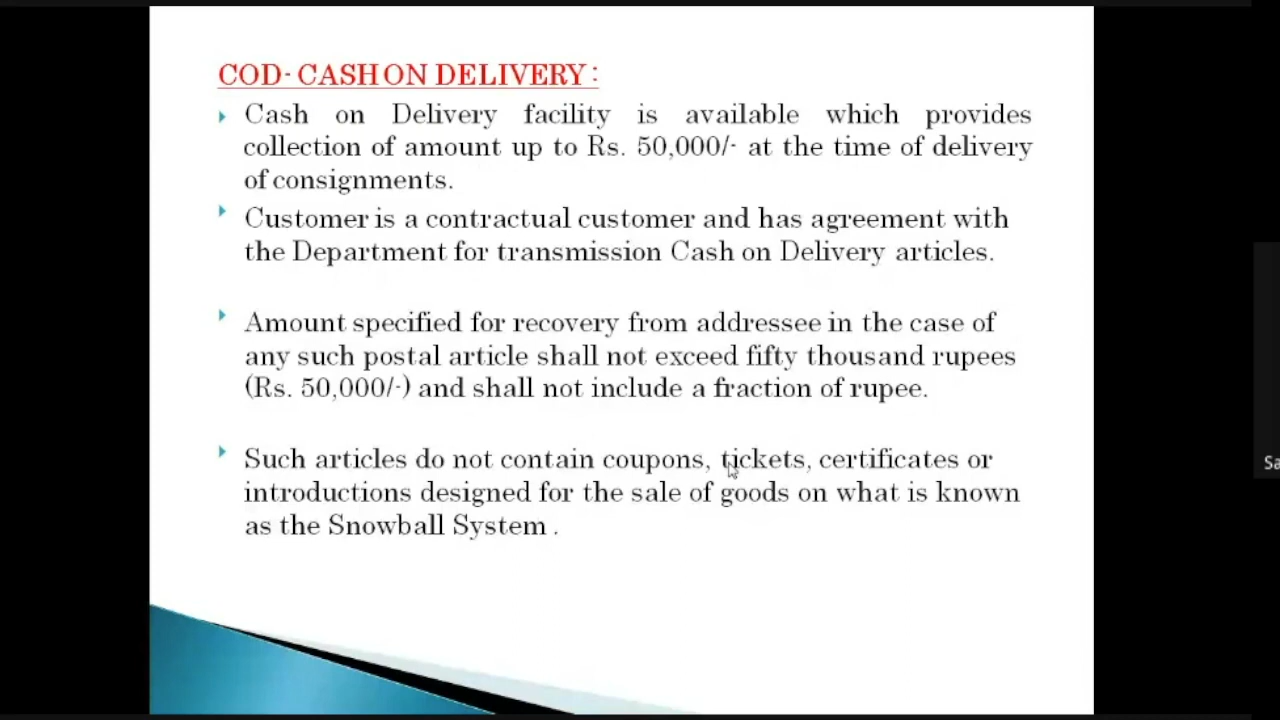 COD- CASH ON DELIVERY :
Cash on Delivery facility is available which provides
collection of amount up to Rs. 50,000/- at the time of delivery
of consignments.
Customer is a contractual customer and has agreement with
the Department for transmission Cash on Delivery articles.
Amount specified for recovery from addressee in the case of
any such postal article shall not exceed fifty thousand rupees
(Rs. 50,000/-) and shall not include a fraction of rupee.
Such articles do not contain coupons, tickets, certificates or
introductions designed for the sale of goods on what is known
as the Snowball System .